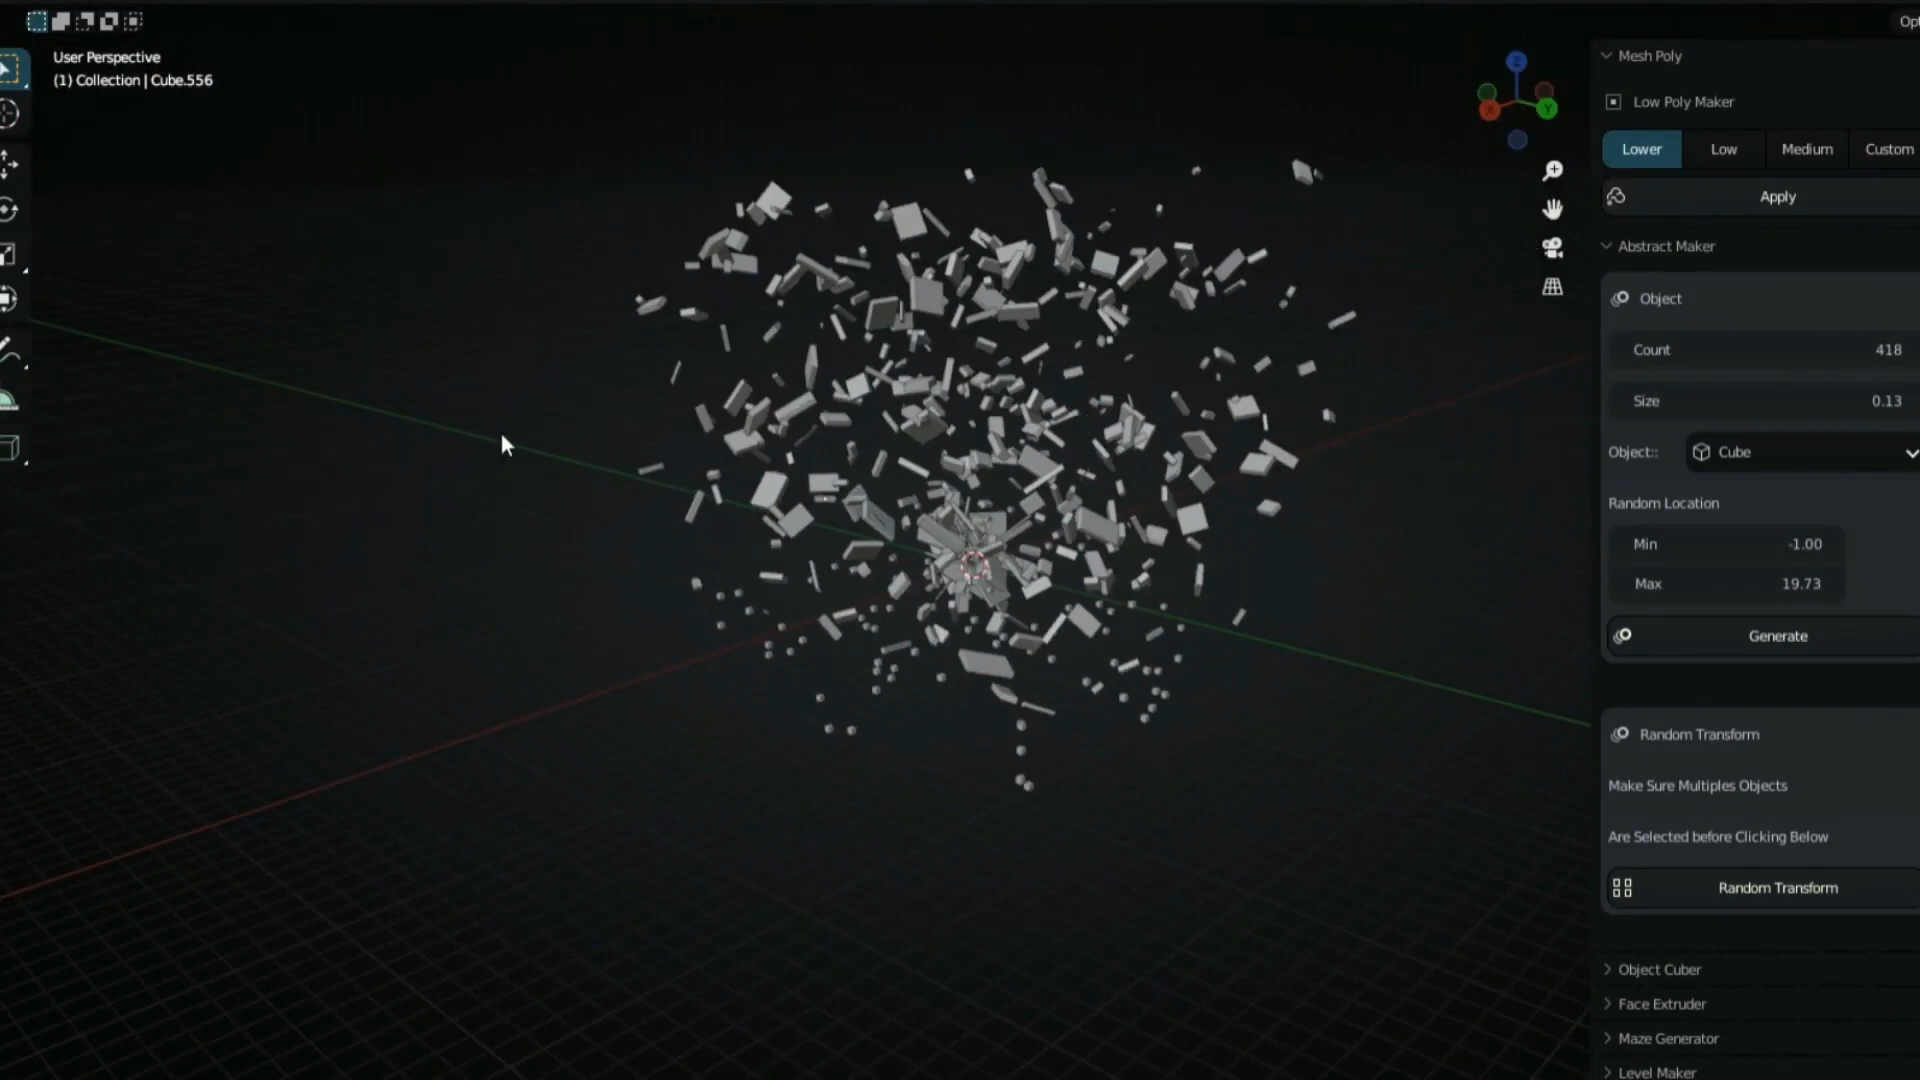 Opt
User Perspective
(1) Collection | Cube.556
Z
X
Y
Mesh Poly
Low Poly Maker
Lower Low Medium Custom
Apply
Abstract Maker
Object
Count 418
Size 0.13
Object:: Cube
Random Location
Min -1.00
Max 19.73
Generate
Random Transform
Make Sure Multiples Objects
Are Selected before Clicking Below
Random Transform
Object Cuber
Face Extruder
Maze Generator
Level Maker